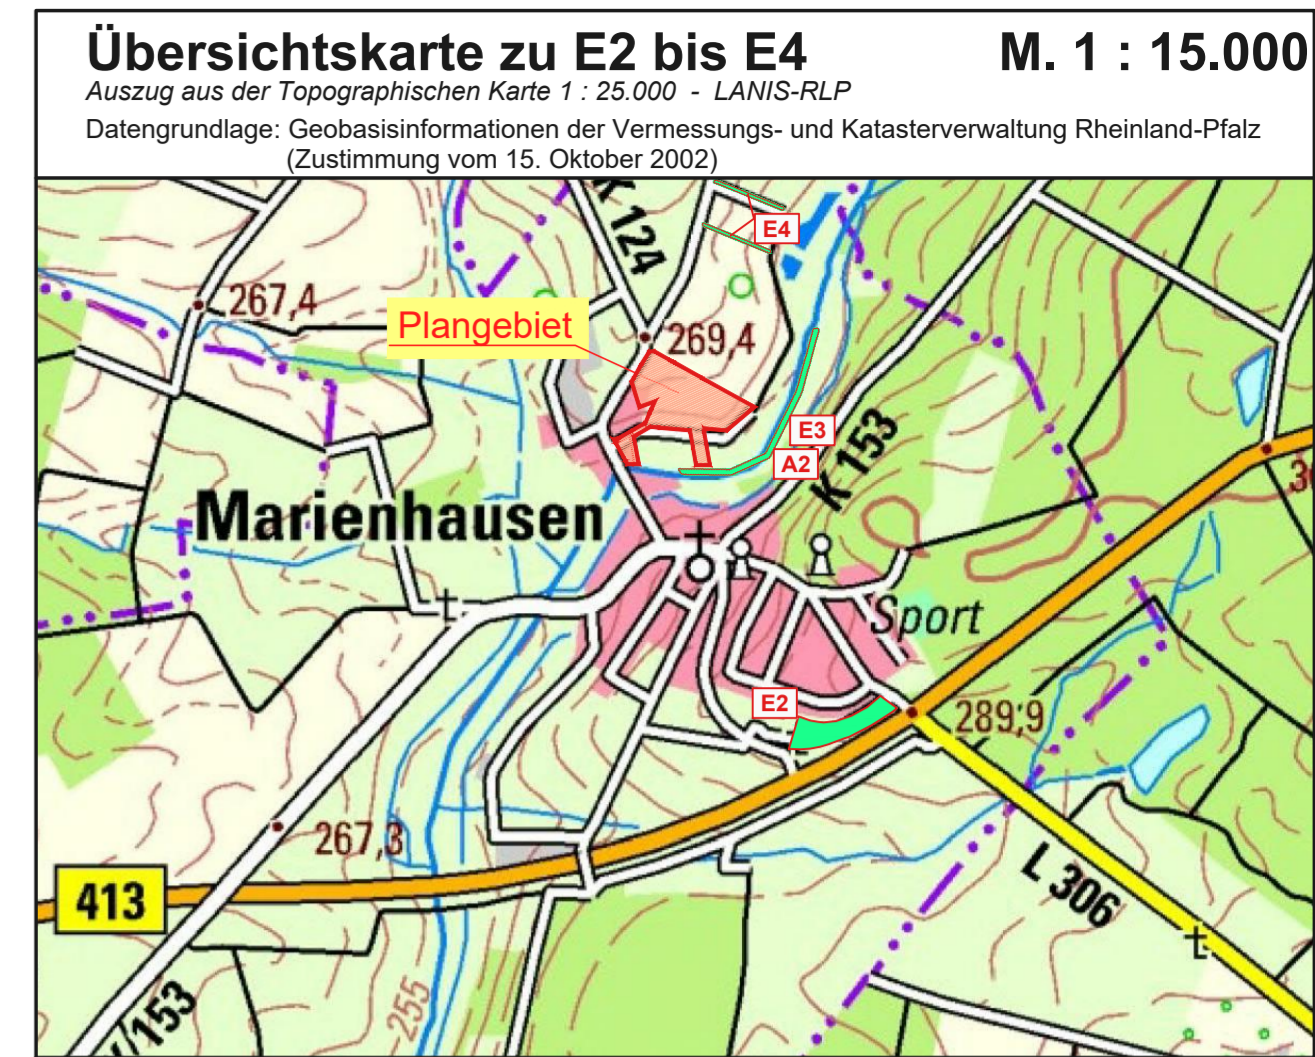 Übersichtskarte zu E2 bis E4 M. 1 : 15.000
Auszug aus der Topographischen Karte 1 : 25.000 - LANIS-RLP
Datengrundlage: Geobasisinformationen der Vermessungs- und Katasterverwaltung Rheinland-Pfalz
(Zustimmung vom 15. Oktober 2002)
K 124
E4
267,4
Plangebiet
269,4
E3
A2
K 153
Marienhausen
Sport
E2
289,9
267,3
413
L 306
255
/153